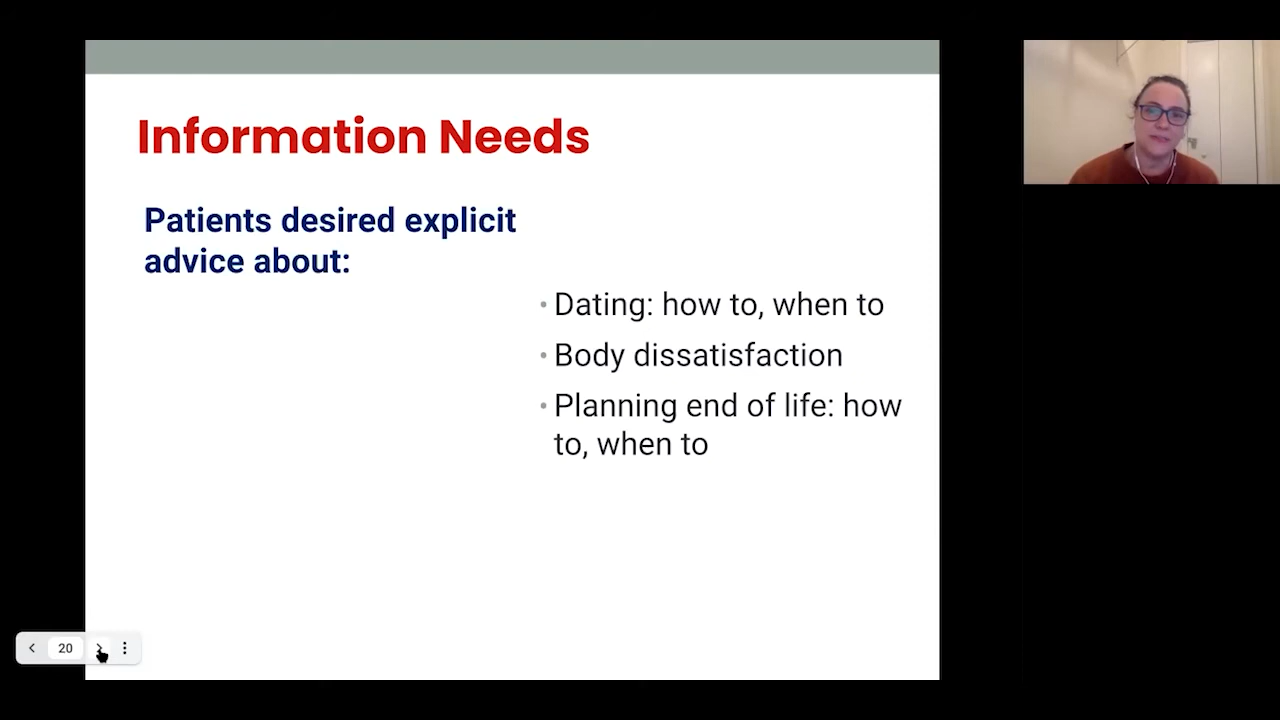 Information Needs
Patients desired explicit
advice about:
• Dating: how to, when to
• Body dissatisfaction
• Planning end of life: how
to, when to
20